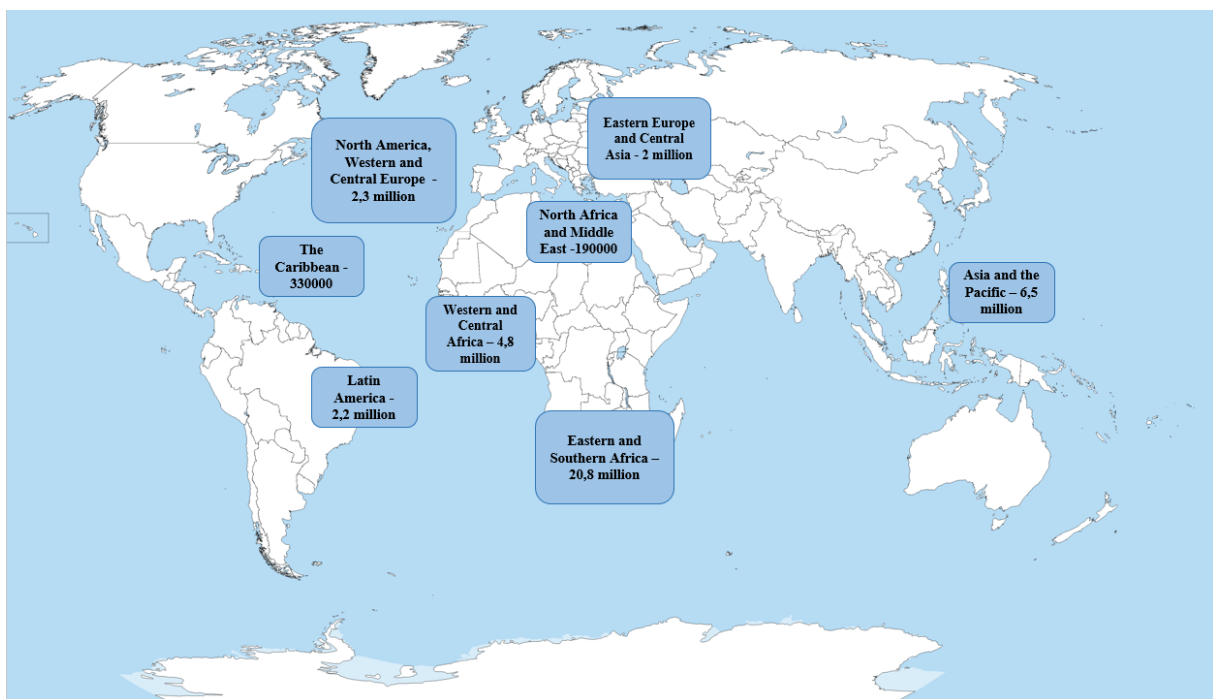 North America,
Western and
Central Europe -
2,3 million
Eastern Europe
and Central
Asia - 2 million
North Africa
and Middle
East -190000
The
Caribbean -
330000
Asia and the
Pacific – 6,5
million
Western and
Central
Africa – 4,8
million
Latin
America -
2,2 million
Eastern and
Southern Africa –
20,8 million